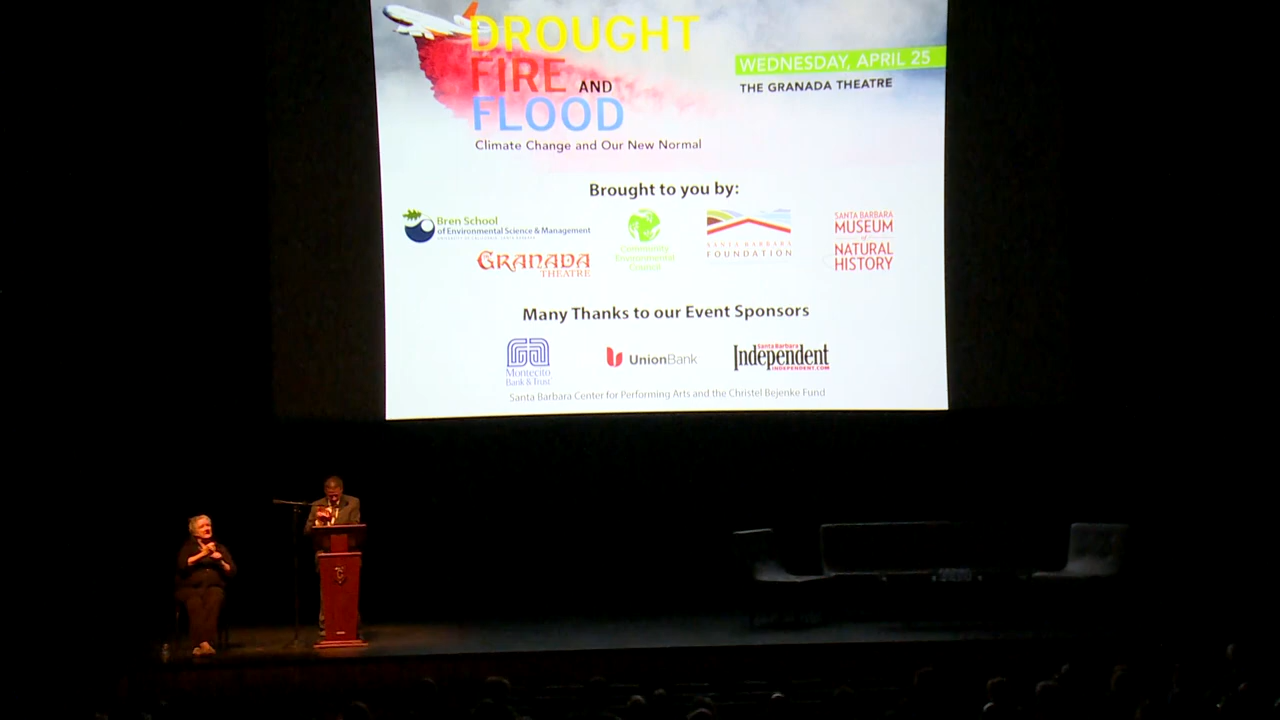 DROUGHT
FIRE AND
FLOOD
Climate Change and Our New Normal
WEDNESDAY, APRIL 25
THE GRANADA THEATRE
Brought to you by:
Bren School
of Environmental Science & Management
GRANADA
THEATRE
Community
Environmental
Council
SANTA BARBARA
FOUNDATION
SANTA BARBARA
MUSEUM
of
NATURAL
HISTORY
Many Thanks to our Event Sponsors
Montecito
Bank & Trust
UnionBank
Santa Barbara
Independent
INDEPENDENT.COM
Santa Barbara Center for Performing Arts and the Christel Bejenke Fund